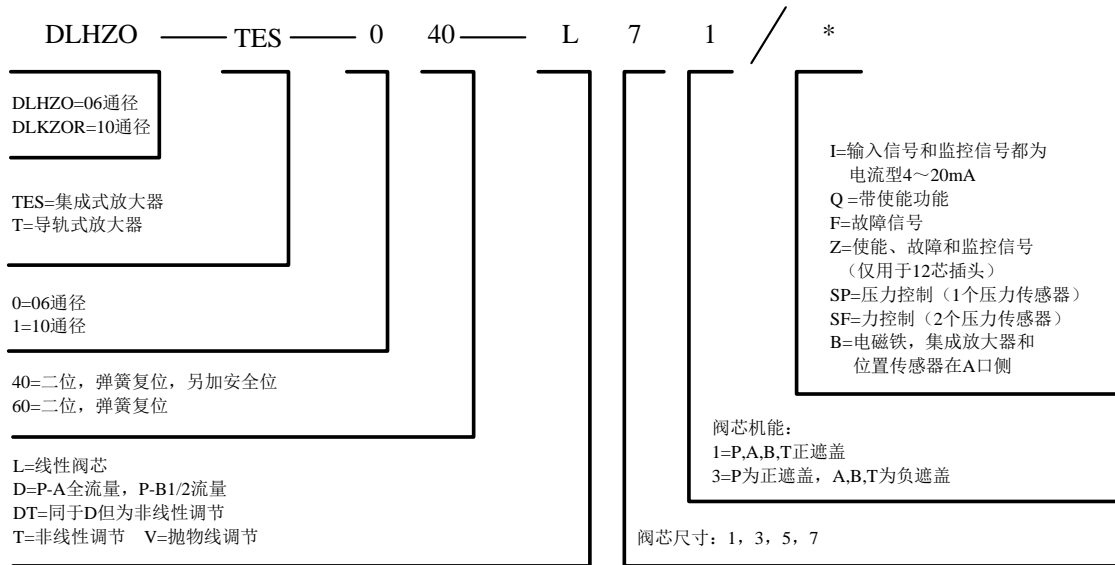 DLHZO — TES — 0 40 — L 7 1 / *
DLHZO=06通径
DLKZOR=10通径
TES=集成式放大器
T=导轨式放大器
0=06通径
1=10通径
40=二位，弹簧复位，另加安全位
60=二位，弹簧复位
L=线性阀芯
D=P-A全流量，P-B1/2流量
DT=同于D但为非线性调节
T=非线性调节 V=抛物线调节
I=输入信号和监控信号都为
电流型4～20mA
Q =带使能功能
F=故障信号
Z=使能、故障和监控信号
（仅用于12芯插头）
SP=压力控制（1个压力传感器）
SF=力控制（2个压力传感器）
B=电磁铁，集成放大器和
位置传感器在A口侧
阀芯机能：
1=P,A,B,T正遮盖
3=P为正遮盖，A,B,T为负遮盖
阀芯尺寸：1，3，5，7